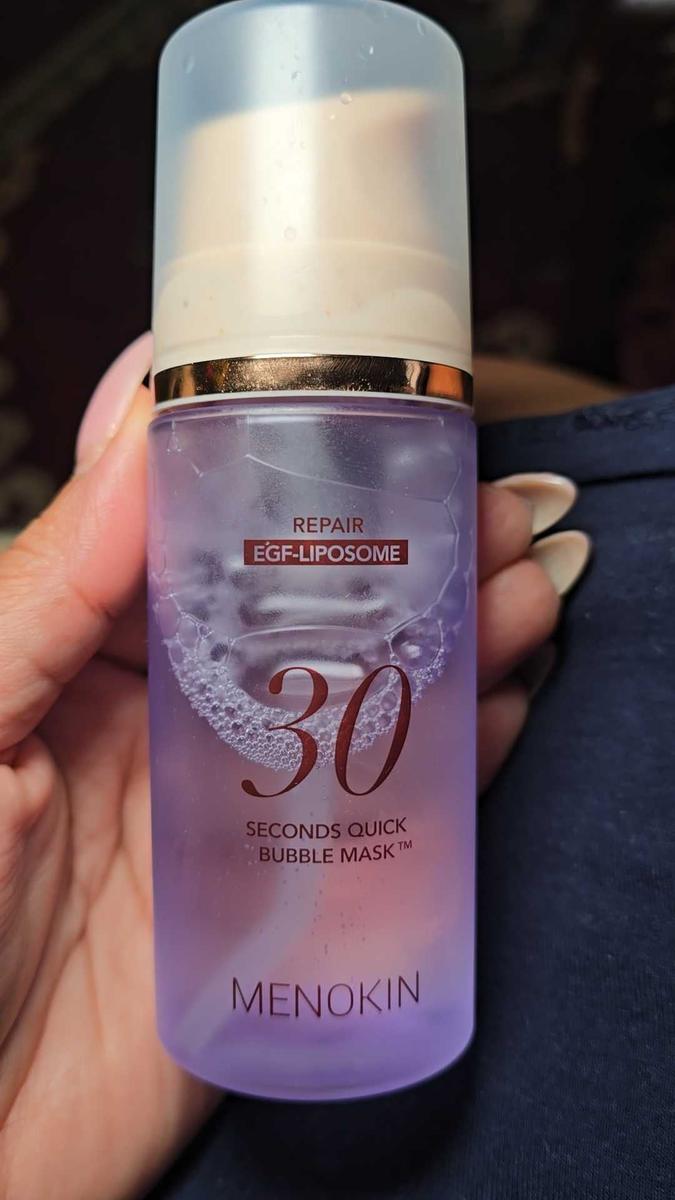 REPAIR
EGF-LIPOSOME
30
SECONDS QUICK
BUBBLE MASK™
MENOKIN